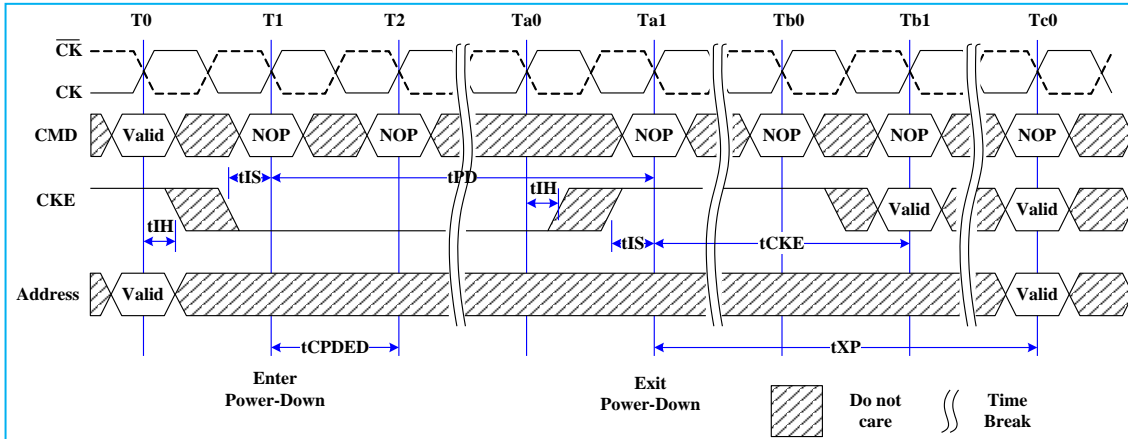 T0 T1 T2 Ta0 Ta1 Tb0 Tb1 Tc0
CK
CK
CMD Valid NOP NOP NOP NOP NOP NOP
tIS tPD
CKE tIH Valid Valid
tIH tIS tCKE
Address Valid Valid
tCPDED tXP
Enter
Power-Down
Exit
Power-Down
Do not
care
Time
Break